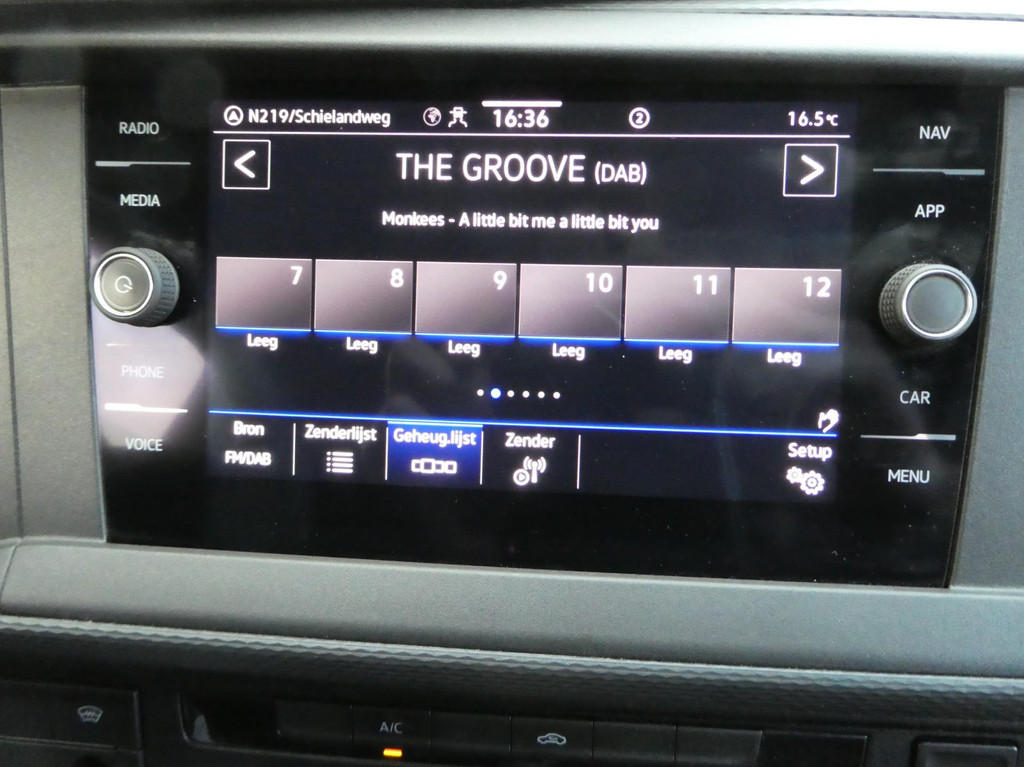 RADIO
MEDIA
PHONE
VOICE
N219/Schielandweg 16:36 2 16.5°C
THE GROOVE (DAB)
Monkees - A little bit me a little bit you
7 8 9 10 11 12
Leeg Leeg Leeg Leeg Leeg Leeg
Bron Zenderlijst Geheug.lijst Zender Setup
FM/DAB
NAV
APP
CAR
MENU
A/C